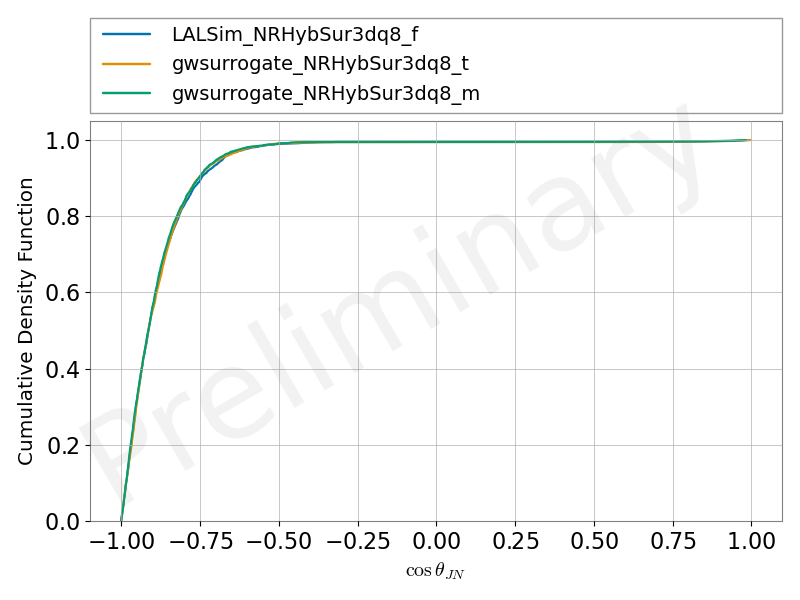 LALSim_NRHybSur3dq8_f
gwsurrogate_NRHybSur3dq8_t
gwsurrogate_NRHybSur3dq8_m
1.0
0.8
0.6
0.4
0.2
0.0
Cumulative Density Function
Preliminary
−1.00 −0.75 −0.50 −0.25 0.00 0.25 0.50 0.75 1.00
cos θ_JN